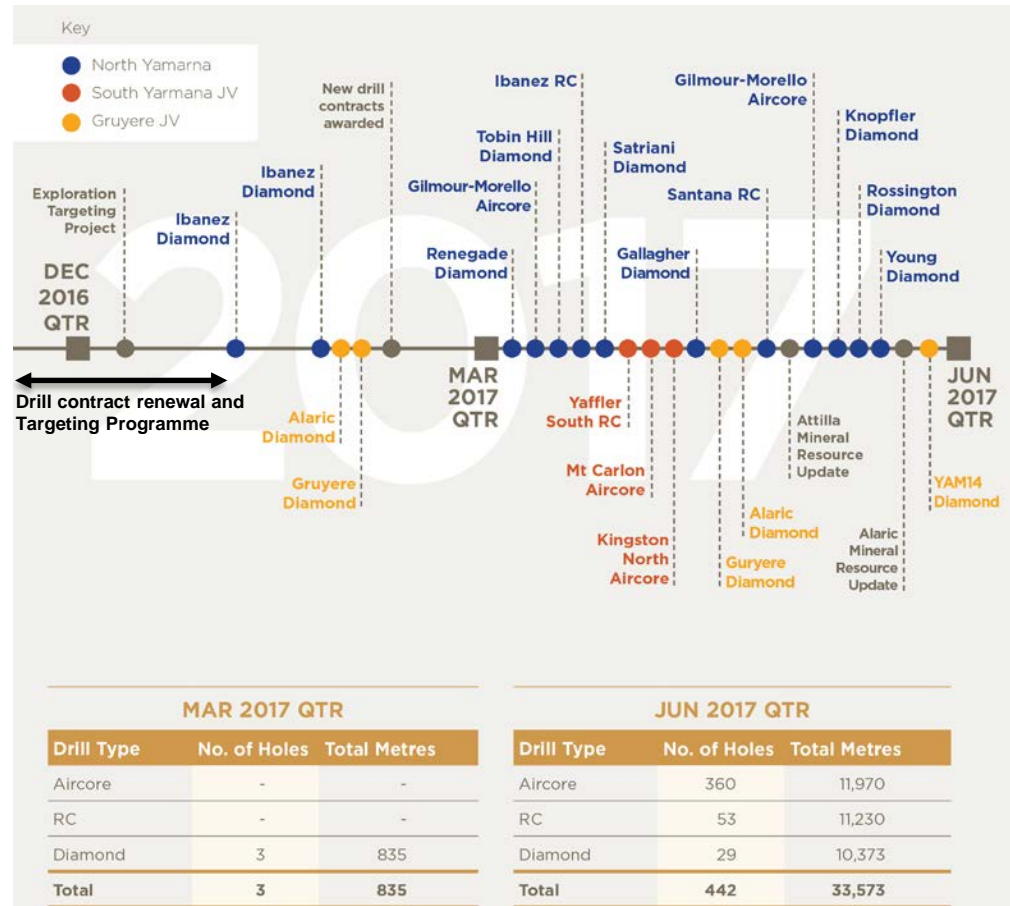 Key
North Yamarna
South Yarmana JV
Gruyere JV
2017
Exploration
Targeting
Project
Ibanez
Diamond
Ibanez
Diamond
New drill
contracts
awarded
Renegade
Diamond
Gilmour-Morello
Aircore
Tobin Hill
Diamond
Ibanez RC
Satriani
Diamond
Gallagher
Diamond
Santana RC
Gilmour-Morello
Aircore
Knopfler
Diamond
Rossington
Diamond
Young
Diamond
DEC
2016
QTR
MAR
2017
QTR
JUN
2017
QTR
Drill contract renewal and
Targeting Programme
Alaric
Diamond
Gruyere
Diamond
Yaffler
South RC
Mt Carlon
Aircore
Kingston
North
Aircore
Guryere
Diamond
Alaric
Diamond
Attilla
Mineral
Resource
Update
Alaric
Mineral
Resource
Update
YAM14
Diamond
MAR 2017 QTR
Drill Type No. of Holes Total Metres
Aircore - -
RC - -
Diamond 3 835
Total 3 835
JUN 2017 QTR
Drill Type No. of Holes Total Metres
Aircore 360 11,970
RC 53 11,230
Diamond 29 10,373
Total 442 33,573